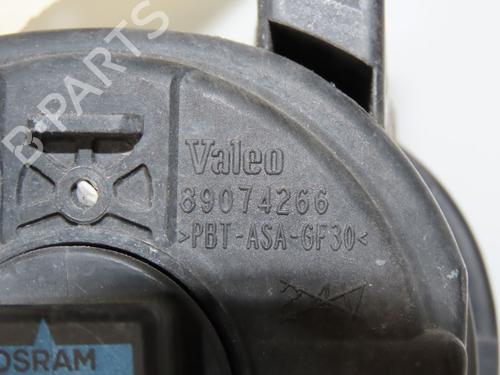 B-PARTS
Valeo
89074266
>PBT-ASA-GF30<
OSRAM